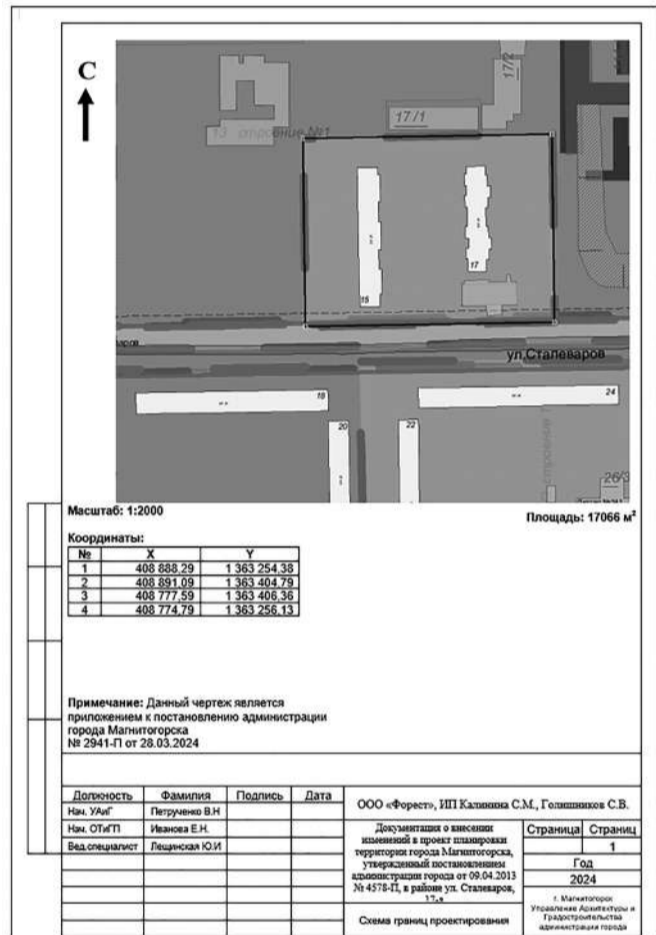 С
17/2
17/1
13 строение №1
15
17
ул.Сталеваров
18
24
20
22
26/3
Масштаб: 1:2000
Площадь: 17066 м²
Координаты:
№ X Y
1 408 888,29 1 363 254,38
2 408 891,09 1 363 404,79
3 408 777,59 1 363 406,36
4 408 774,79 1 363 256,13
Примечание: Данный чертеж является
приложением к постановлению администрации
города Магнитогорска
№ 2941-П от 28.03.2024
Должность Фамилия Подпись Дата
ООО «Форест», ИП Калинина С.М., Голишников С.В.
Нач. УАиГ Петрученко В.Н
Нач. ОТиГП Иванова Е.Н.
Вед.специалист Лещинская Ю.И
Документация о внесении
изменений в проект планировки
территории города Магнитогорска,
утвержденный постановлением
администрации города от 09.04.2013
№ 4578-П, в районе ул. Сталеваров,
Страница Страниц
1
Год
2024
Схема границ проектирования
г. Магнитогорск
Управление Архитектуры и
Градостроительства
администрации города